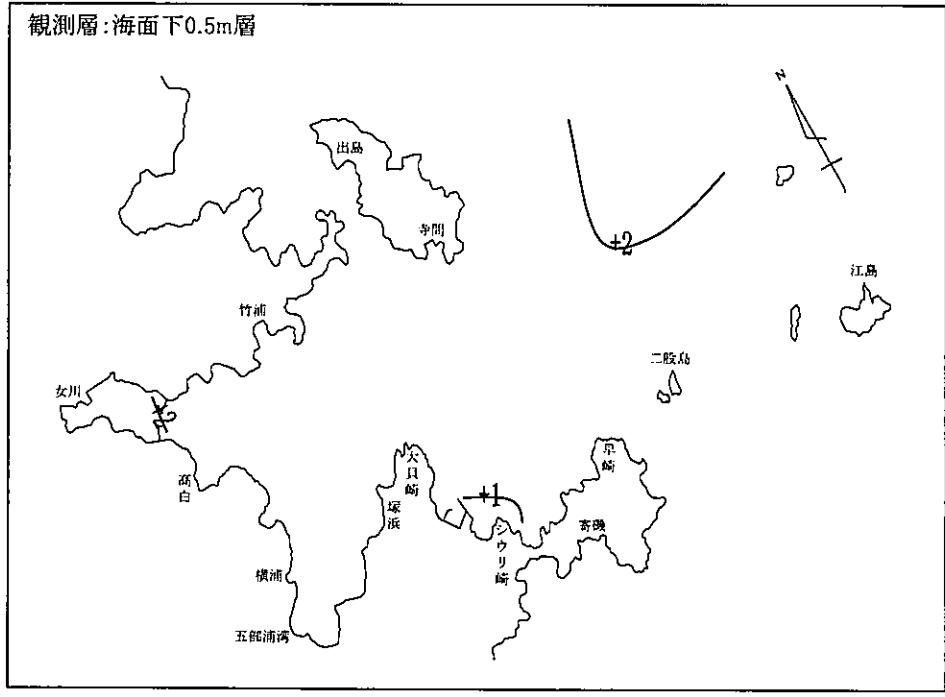 観測層:海面下0.5m層
N
出島
寺間
+2
江島
竹浦
二股島
女川
+2
早崎
大貝崎
高白
+1
塚浜
寄磯
シウリ崎
横浦
五部浦湾